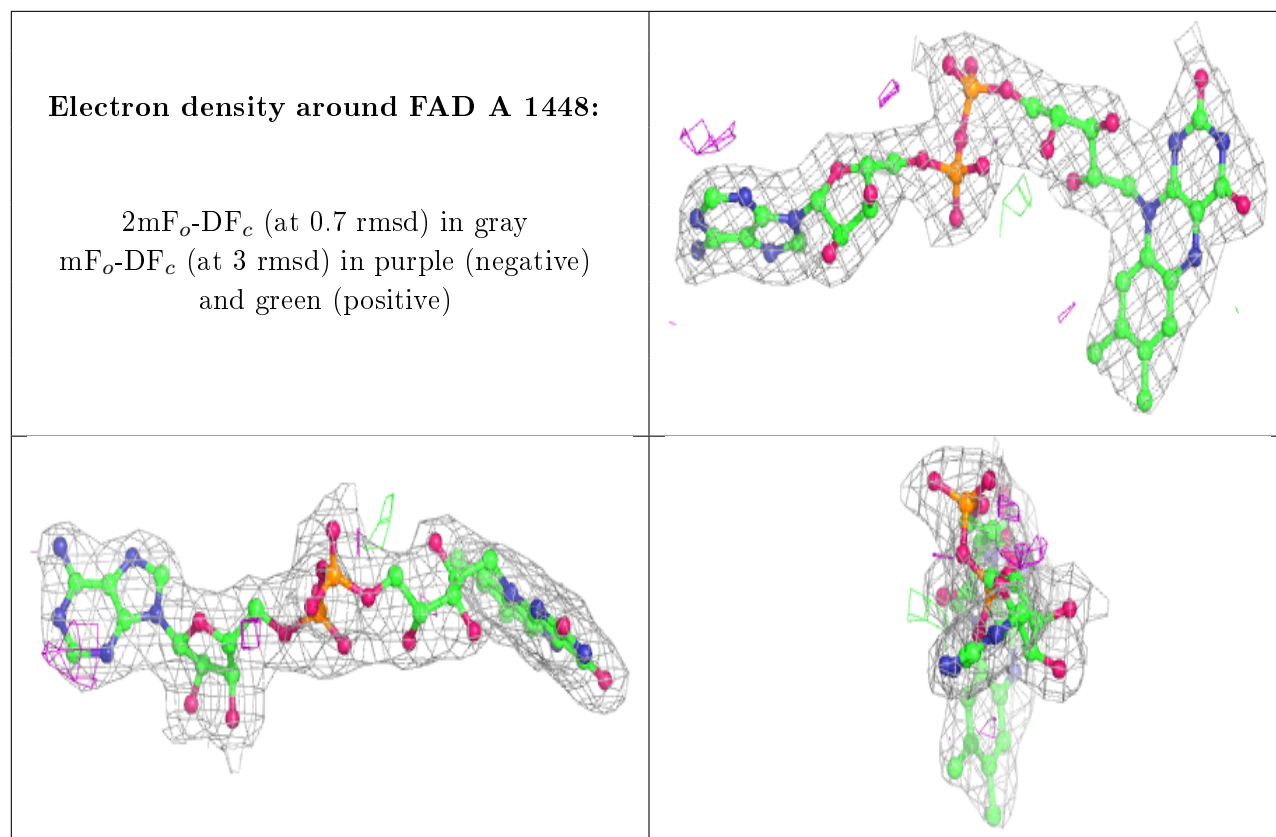 Electron density around FAD A 1448:
2mFₒ-DF𝒸 (at 0.7 rmsd) in gray
mFₒ-DF𝒸 (at 3 rmsd) in purple (negative)
and green (positive)